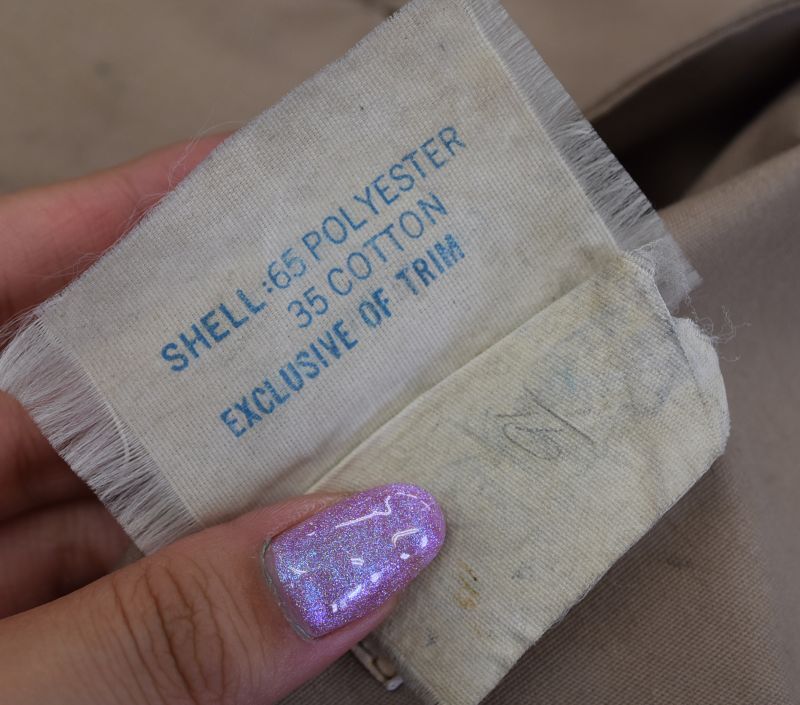 SHELL: 65 POLYESTER
35 COTTON
EXCLUSIVE OF TRIM